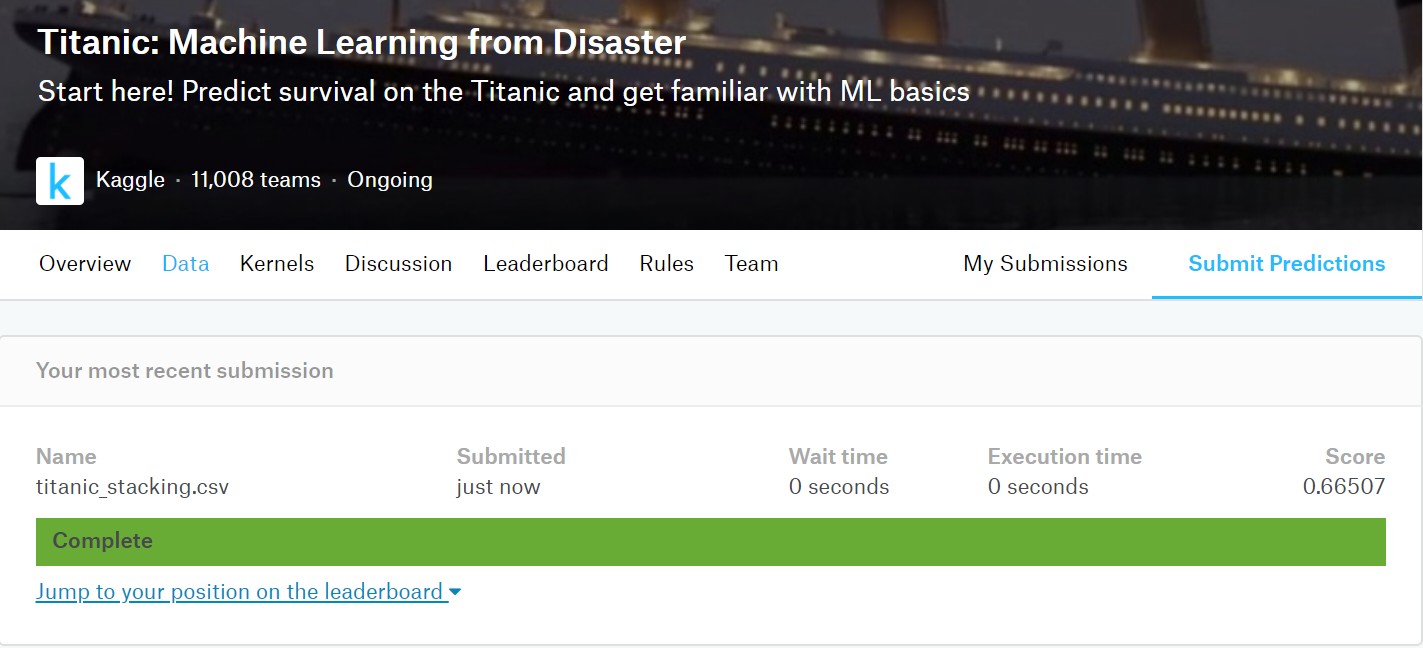 Titanic: Machine Learning from Disaster
Start here! Predict survival on the Titanic and get familiar with ML basics
k Kaggle · 11,008 teams · Ongoing
Overview Data Kernels Discussion Leaderboard Rules Team My Submissions Submit Predictions
Your most recent submission
Name Submitted Wait time Execution time Score
titanic_stacking.csv just now 0 seconds 0 seconds 0.66507
Complete
Jump to your position on the leaderboard